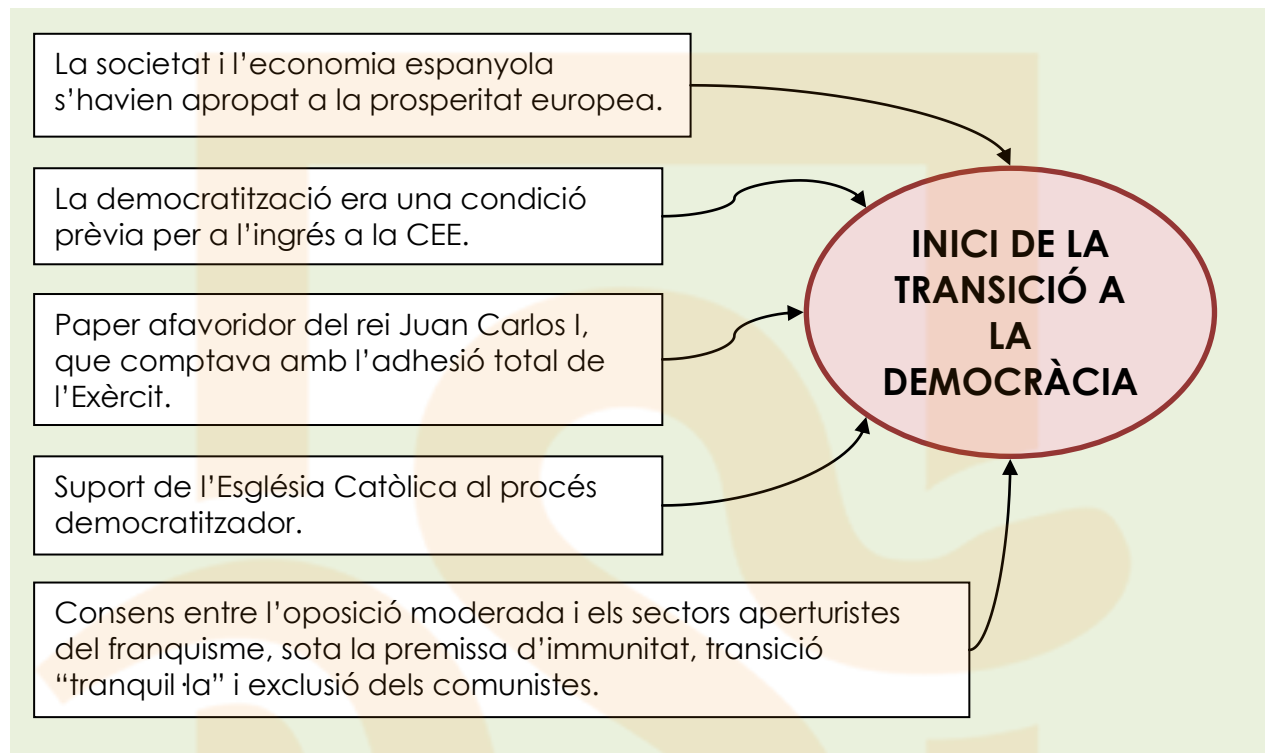 La societat i l’economia espanyola
s’havien apropat a la prosperitat europea.
La democratització era una condició
prèvia per a l’ingrés a la CEE.
Paper afavoridor del rei Juan Carlos I,
que comptava amb l’adhesió total de
l’Exèrcit.
Suport de l’Església Catòlica al procés
democratitzador.
Consens entre l’oposició moderada i els sectors aperturistes
del franquisme, sota la premissa d’immunitat, transició
“tranquil·la” i exclusió dels comunistes.
INICI DE LA
TRANSICIÓ A
LA
DEMOCRÀCIA